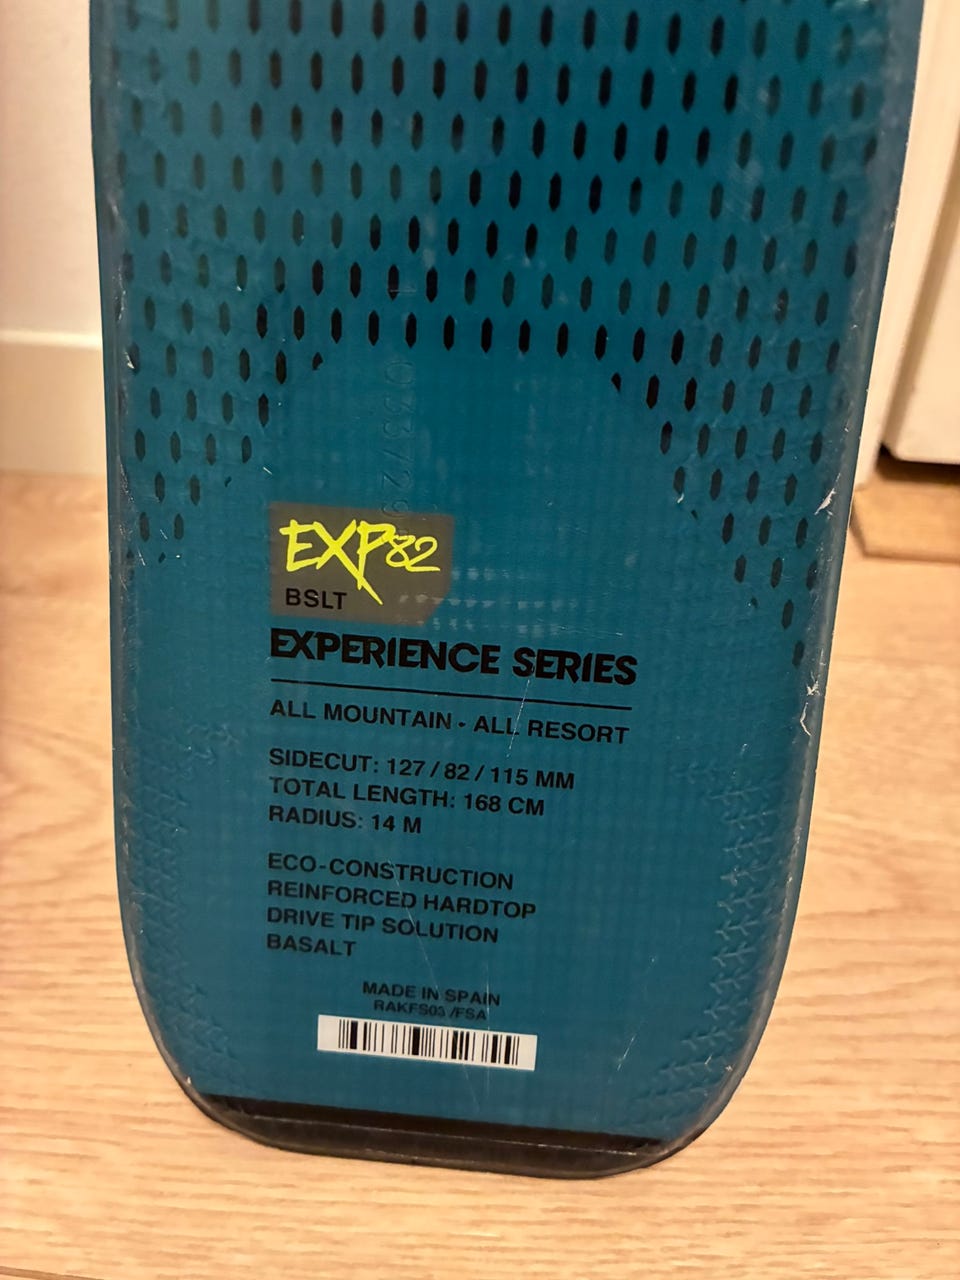 EXP82
BSLT
EXPERIENCE SERIES
ALL MOUNTAIN - ALL RESORT
SIDECUT: 127 / 82 / 115 MM
TOTAL LENGTH: 168 CM
RADIUS: 14 M
ECO-CONSTRUCTION
REINFORCED HARDTOP
DRIVE TIP SOLUTION
BASALT
MADE IN SPAIN
RAKFS03 /FSA